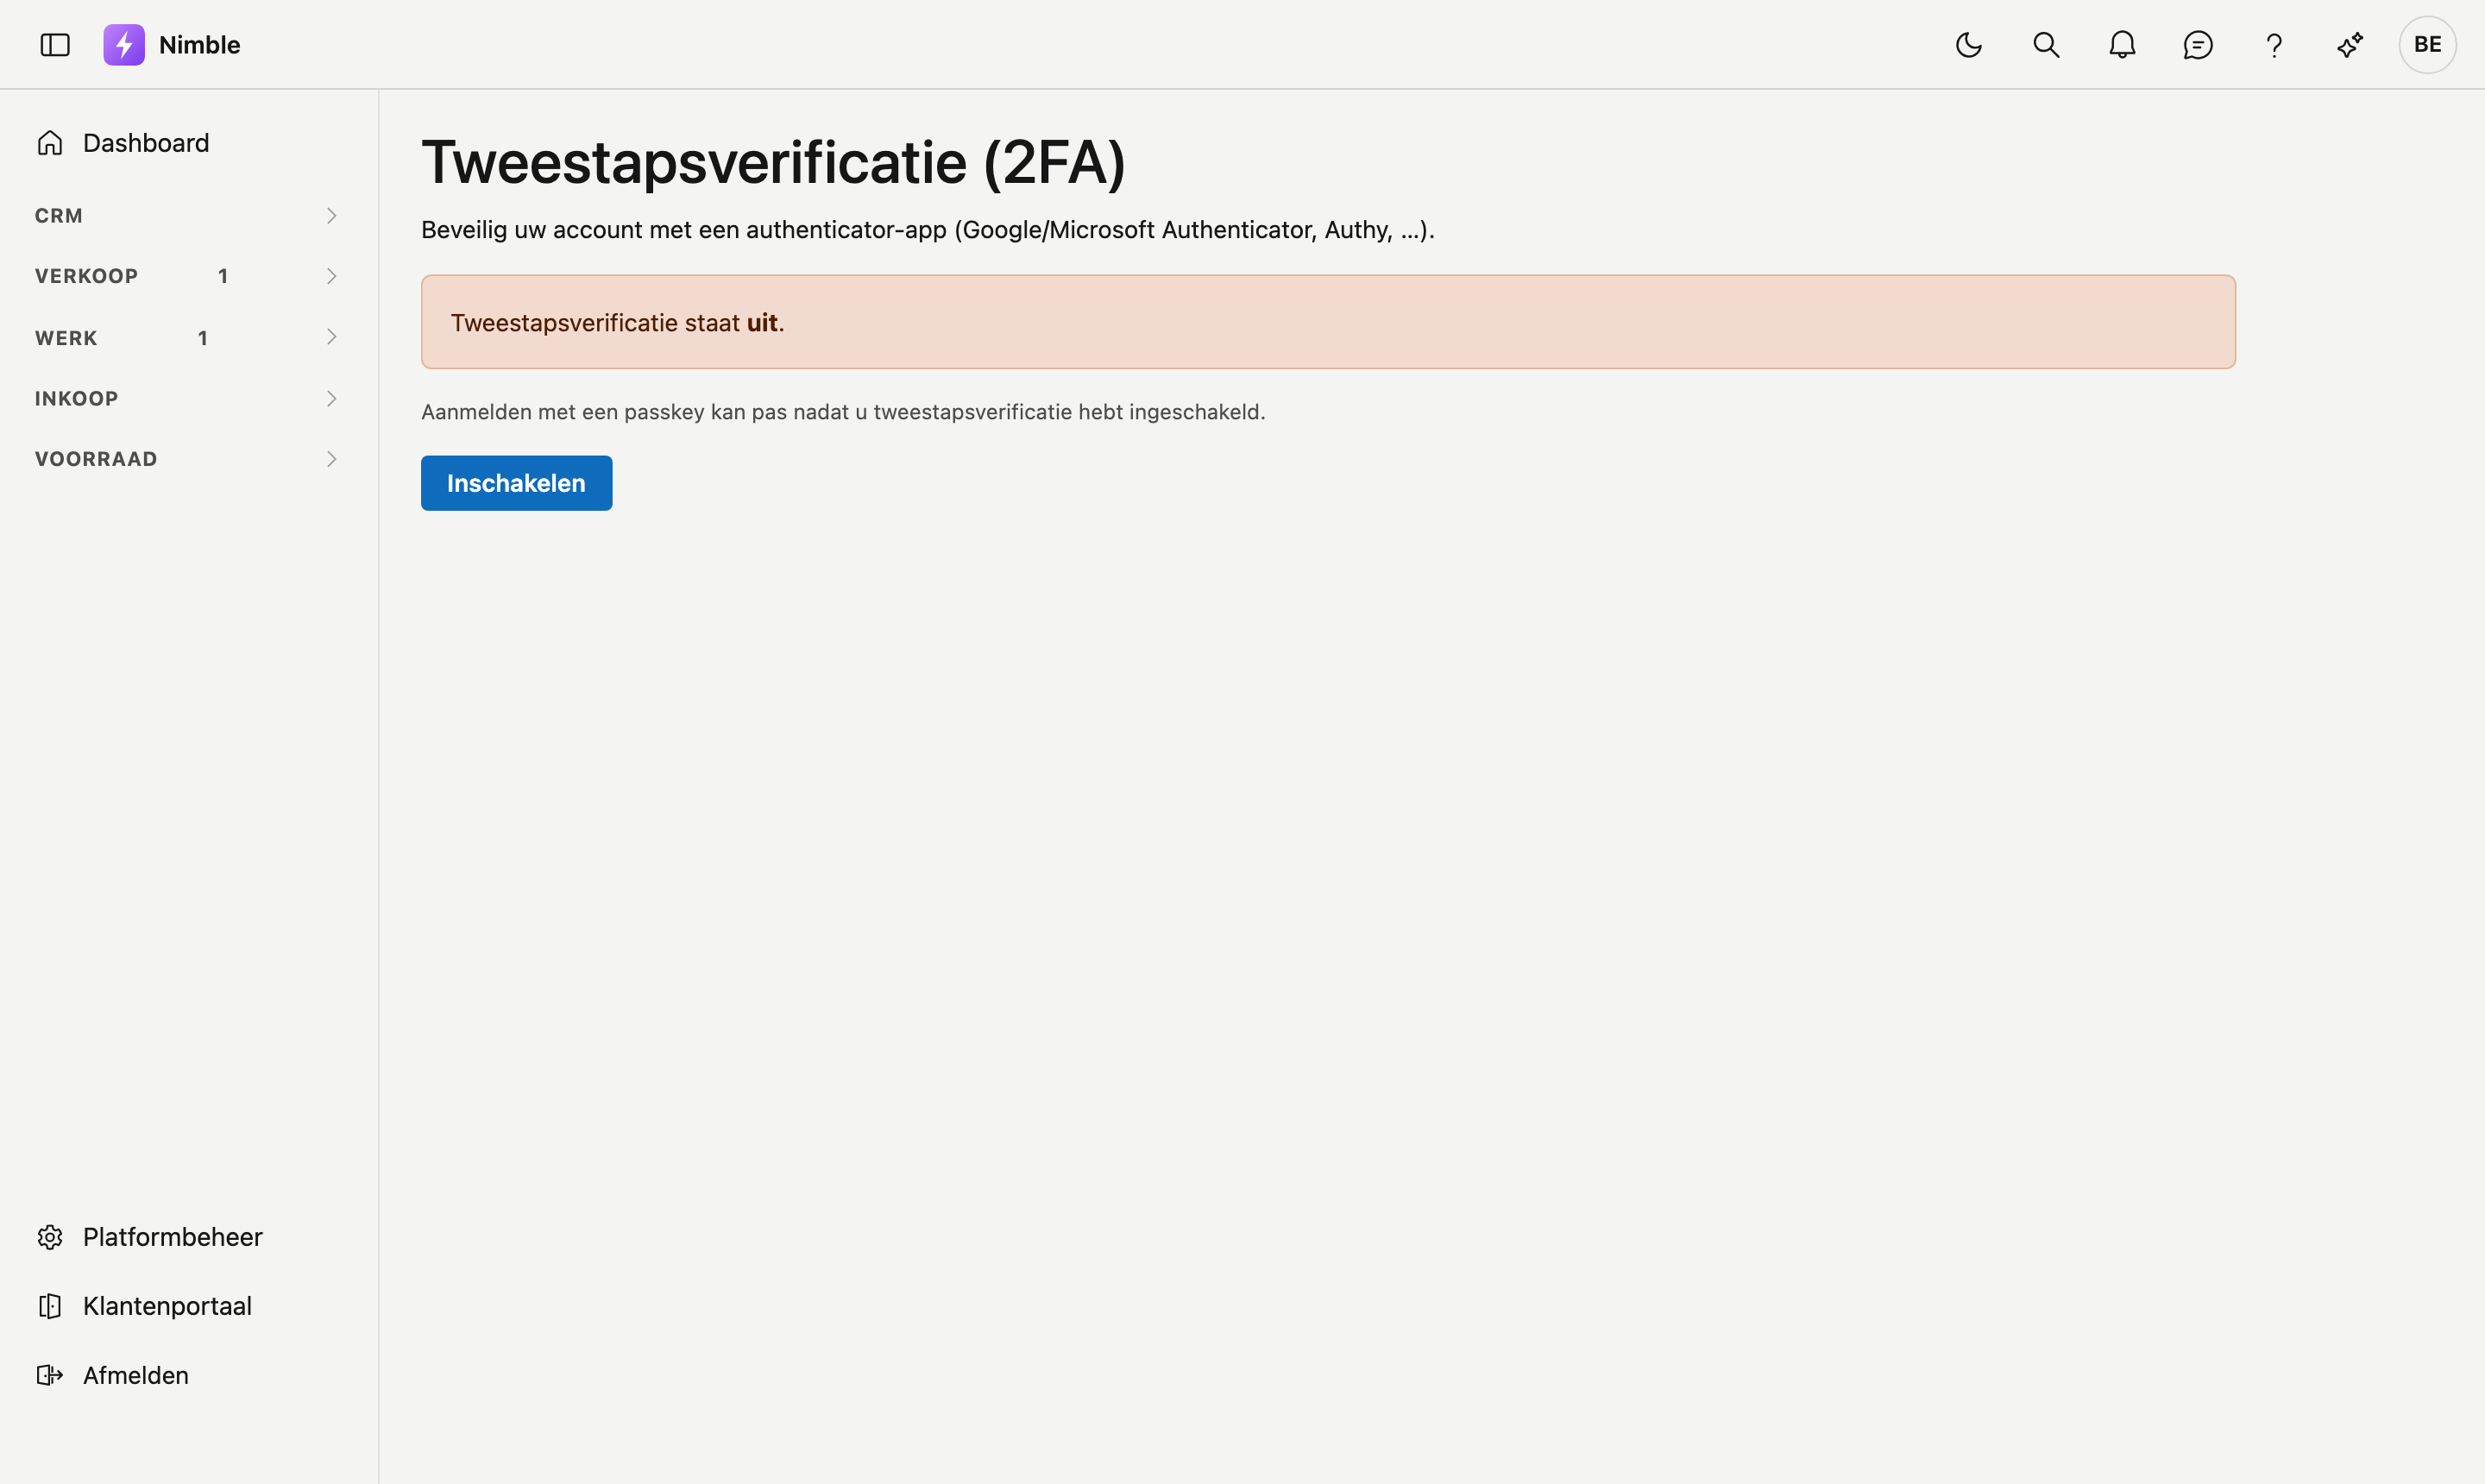 Nimble
BE
Dashboard
CRM
VERKOOP 1
WERK 1
INKOOP
VOORRAAD
Platformbeheer
Klantenportaal
Afmelden
Tweestapsverificatie (2FA)
Beveilig uw account met een authenticator-app (Google/Microsoft Authenticator, Authy, ...).
Tweestapsverificatie staat uit.
Aanmelden met een passkey kan pas nadat u tweestapsverificatie hebt ingeschakeld.
Inschakelen